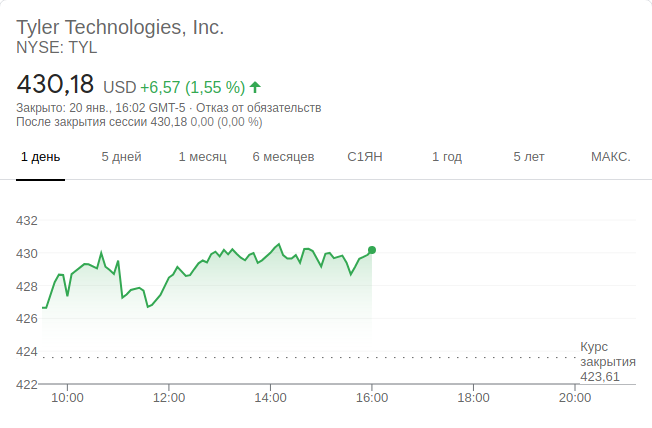 Tyler Technologies, Inc.
NYSE: TYL
430,18 USD +6,57 (1,55 %)
Закрыто: 20 янв., 16:02 GMT-5 · Отказ от обязательств
После закрытия сессии 430,18 0,00 (0,00 %)
1 день 5 дней 1 месяц 6 месяцев С1ЯН 1 год 5 лет МАКС.
432
430
428
426
424
422
Курс
закрытия
423,61
10:00 12:00 14:00 16:00 18:00 20:00